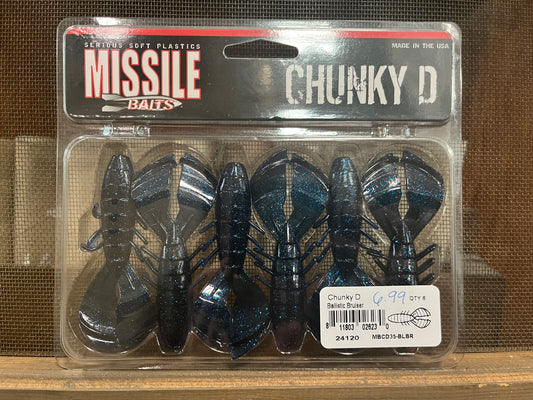 SERIOUS SOFT PLASTICS
MISSILE
BAITS
MADE IN THE USA
CHUNKY D
Chunky D
6.99
QTY 6
Ballistic Bruiser
8 11803 02623 0
24120
MBCD35-BLBR